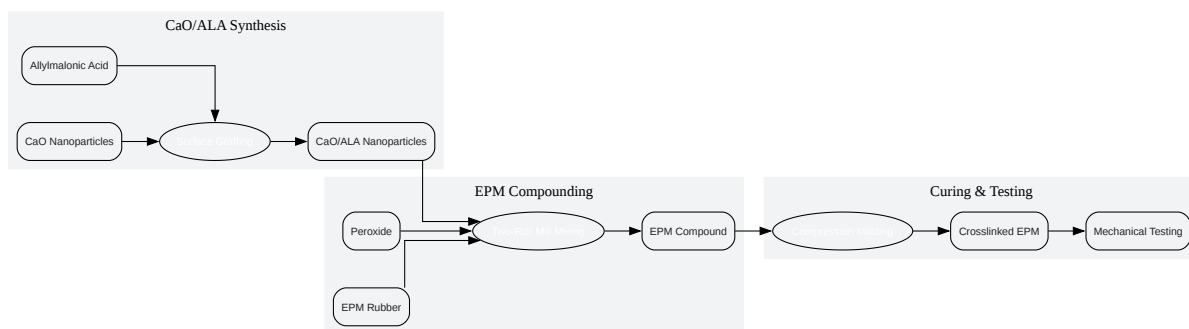 CaO/ALA Synthesis
Allylmalonic Acid
CaO Nanoparticles
Surface Grafting
CaO/ALA Nanoparticles
EPM Compounding
Peroxide
Two-Roll Mill Mixing
EPM Compound
EPM Rubber
Curing & Testing
Compression Molding
Crosslinked EPM
Mechanical Testing